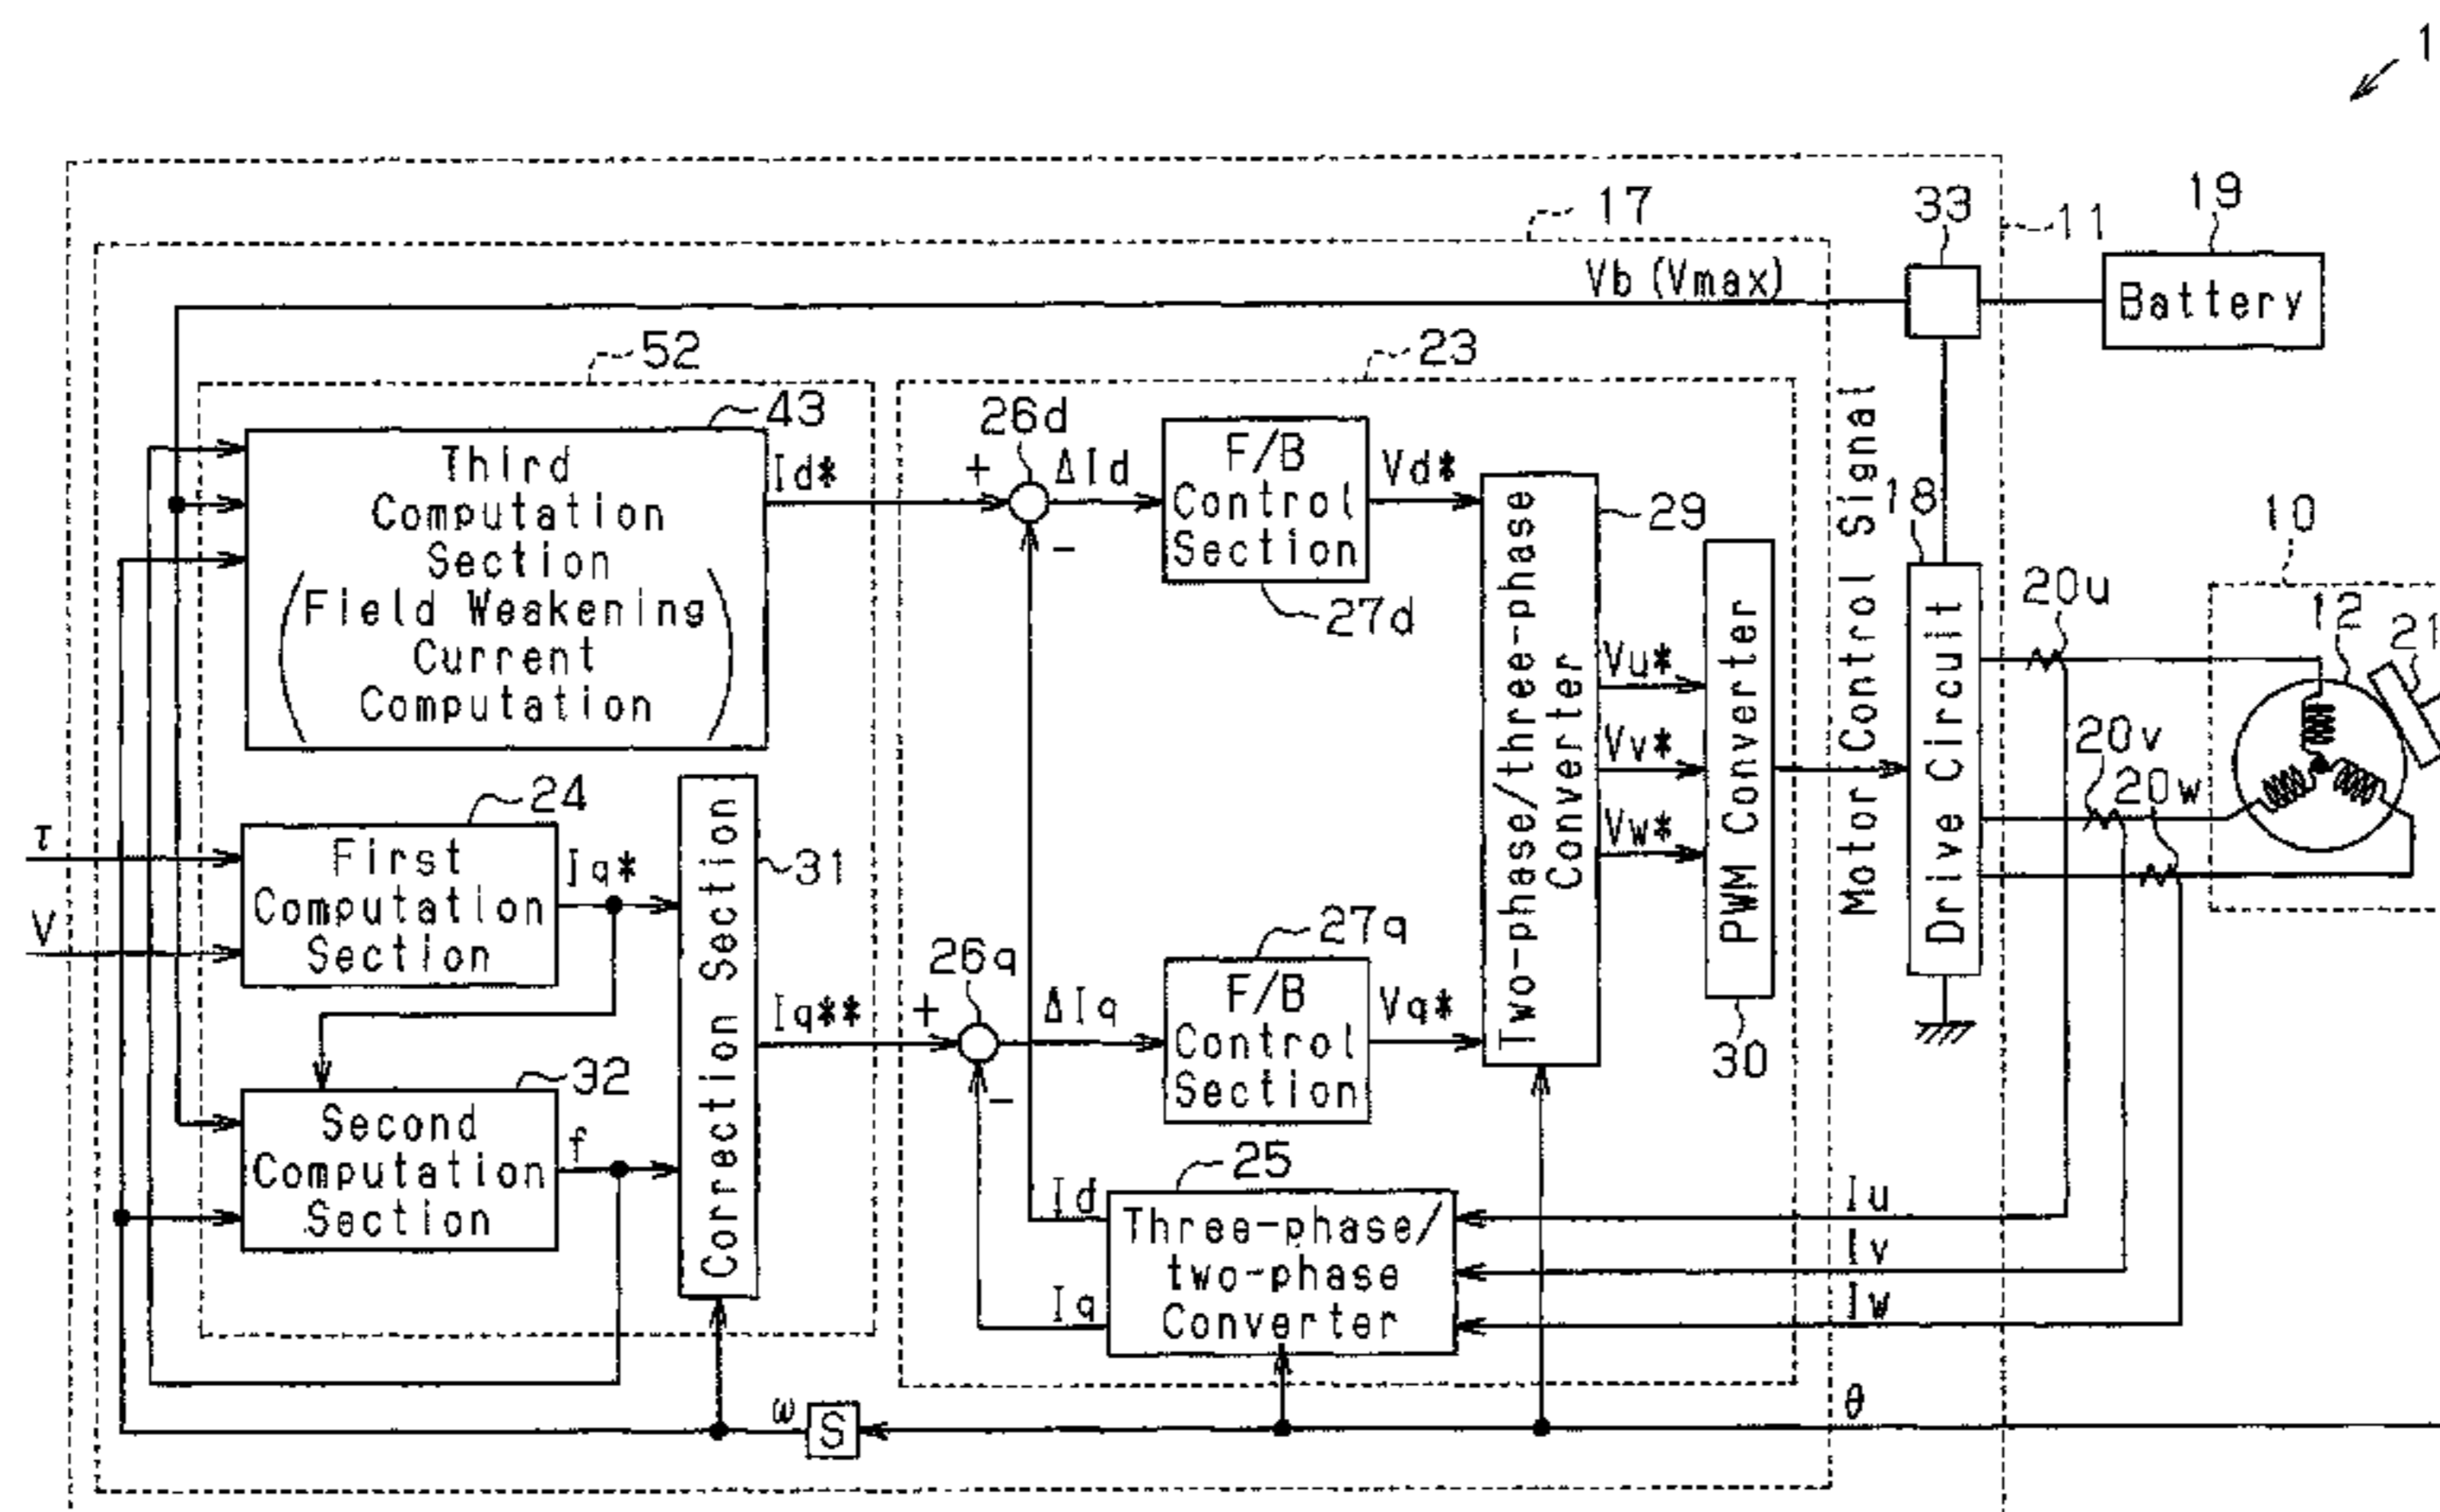 1
17
33
11
19
Vb (Vmax)
Battery
52
23
43
26d
Third
Computation
Section
(Field Weakening
Current
Computation)
Id*
+
ΔId
-
F/B
Control
Section
27d
Vd*
Two-phase/three-phase
Converter
29
Vu*
Vv*
Vw*
PWM Converter
30
Motor Control Signal
18
Drive Circuit
20u
20v
20w
10
12
21
τ
V
24
First
Computation
Section
Iq*
31
Correction Section
32
Second
Computation
Section
f
Iq**
+
26q
ΔIq
-
27q
F/B
Control
Section
Vq*
25
Three-phase/
two-phase
Converter
Id
Iq
Iu
Iv
Iw
ω
S
θ